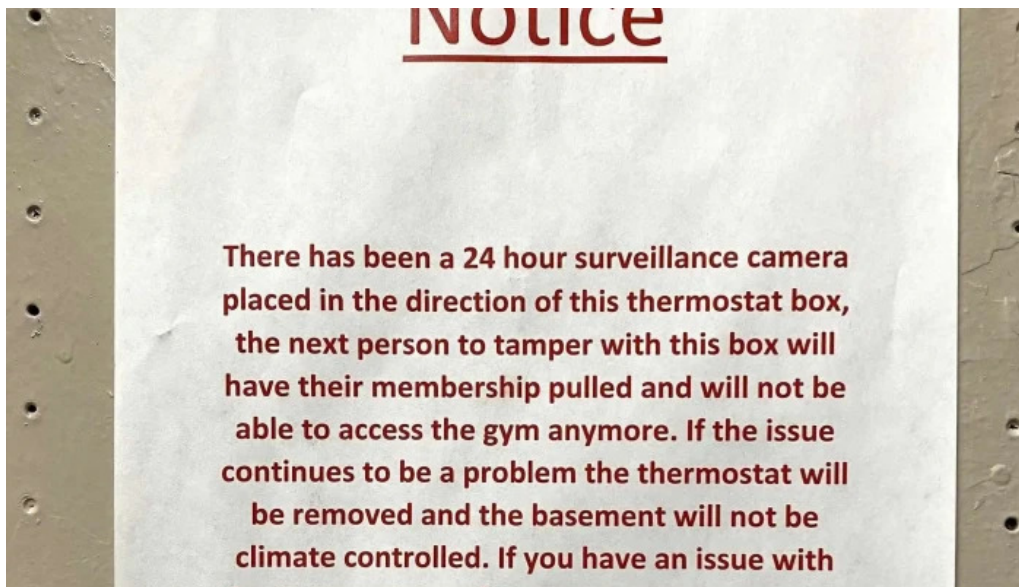 Notice
There has been a 24 hour surveillance camera
placed in the direction of this thermostat box,
the next person to tamper with this box will
have their membership pulled and will not be
able to access the gym anymore. If the issue
continues to be a problem the thermostat will
be removed and the basement will not be
climate controlled. If you have an issue with